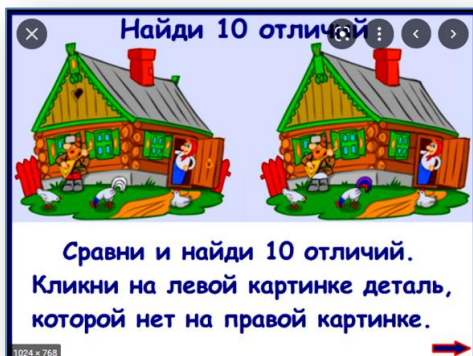 Найди 10 отличий
Сравни и найди 10 отличий.
Кликни на левой картинке деталь,
которой нет на правой картинке.
1024 × 768